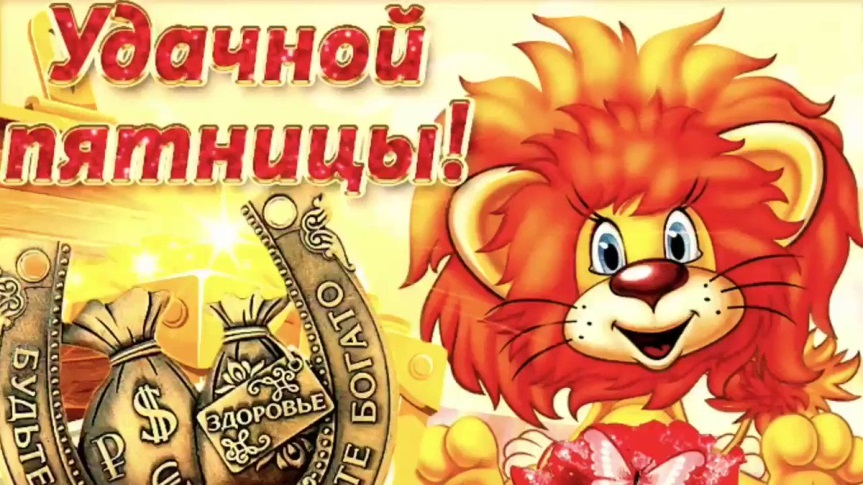 Удачной
пятницы!
БУДЬТЕ
ЗДОРОВЬЕ
БОГАТО
₽
$
€